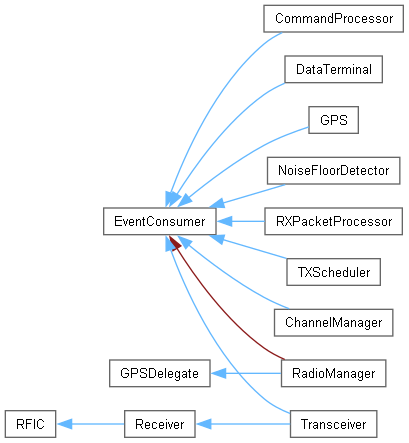 CommandProcessor
DataTerminal
GPS
NoiseFloorDetector
EventConsumer
RXPacketProcessor
TXScheduler
ChannelManager
GPSDelegate
RadioManager
RFIC
Receiver
Transceiver